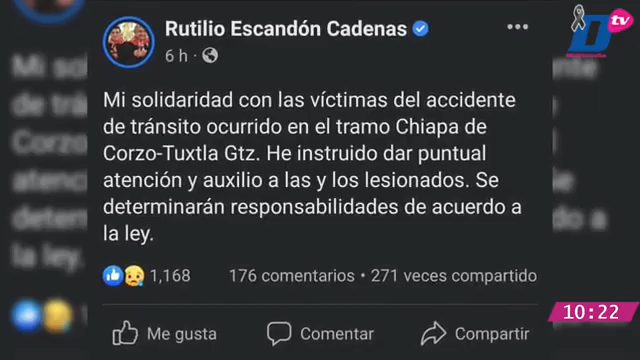 Rutilio Escandón Cadenas
6 h ·
Mi solidaridad con las víctimas del accidente
de tránsito ocurrido en el tramo Chiapa de
Corzo-Tuxtla Gtz. He instruido dar puntual
atención y auxilio a las y los lesionados. Se
determinarán responsabilidades de acuerdo a
la ley.
1,168 176 comentarios • 271 veces compartido
Me gusta Comentar Compartir
D tv
10:22